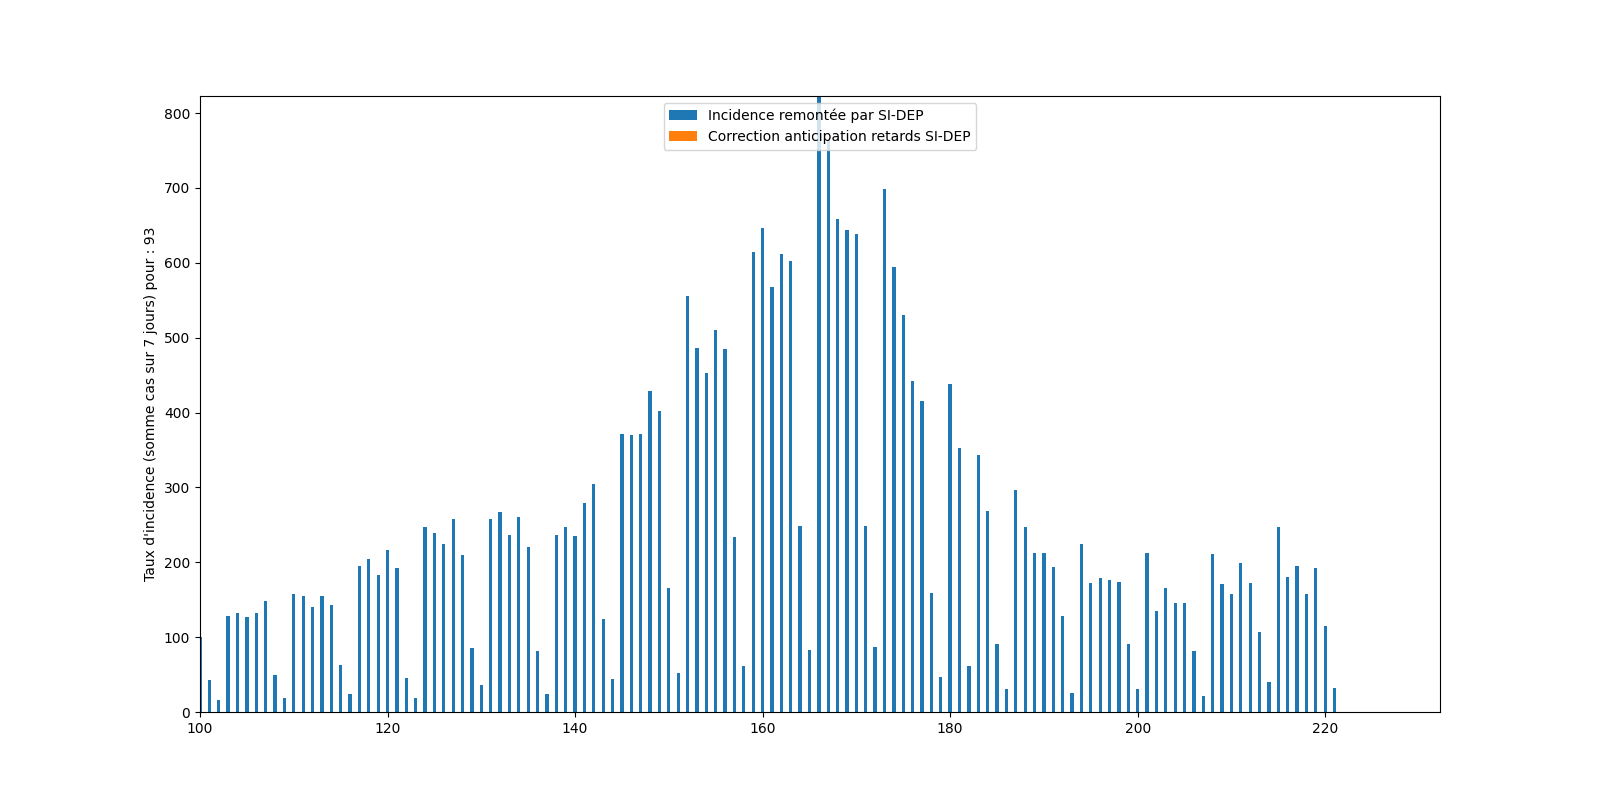 Incidence remontée par SI-DEP
Correction anticipation retards SI-DEP
Taux d'incidence (somme cas sur 7 jours) pour : 93
800
700
600
500
400
300
200
100
0
100 120 140 160 180 200 220